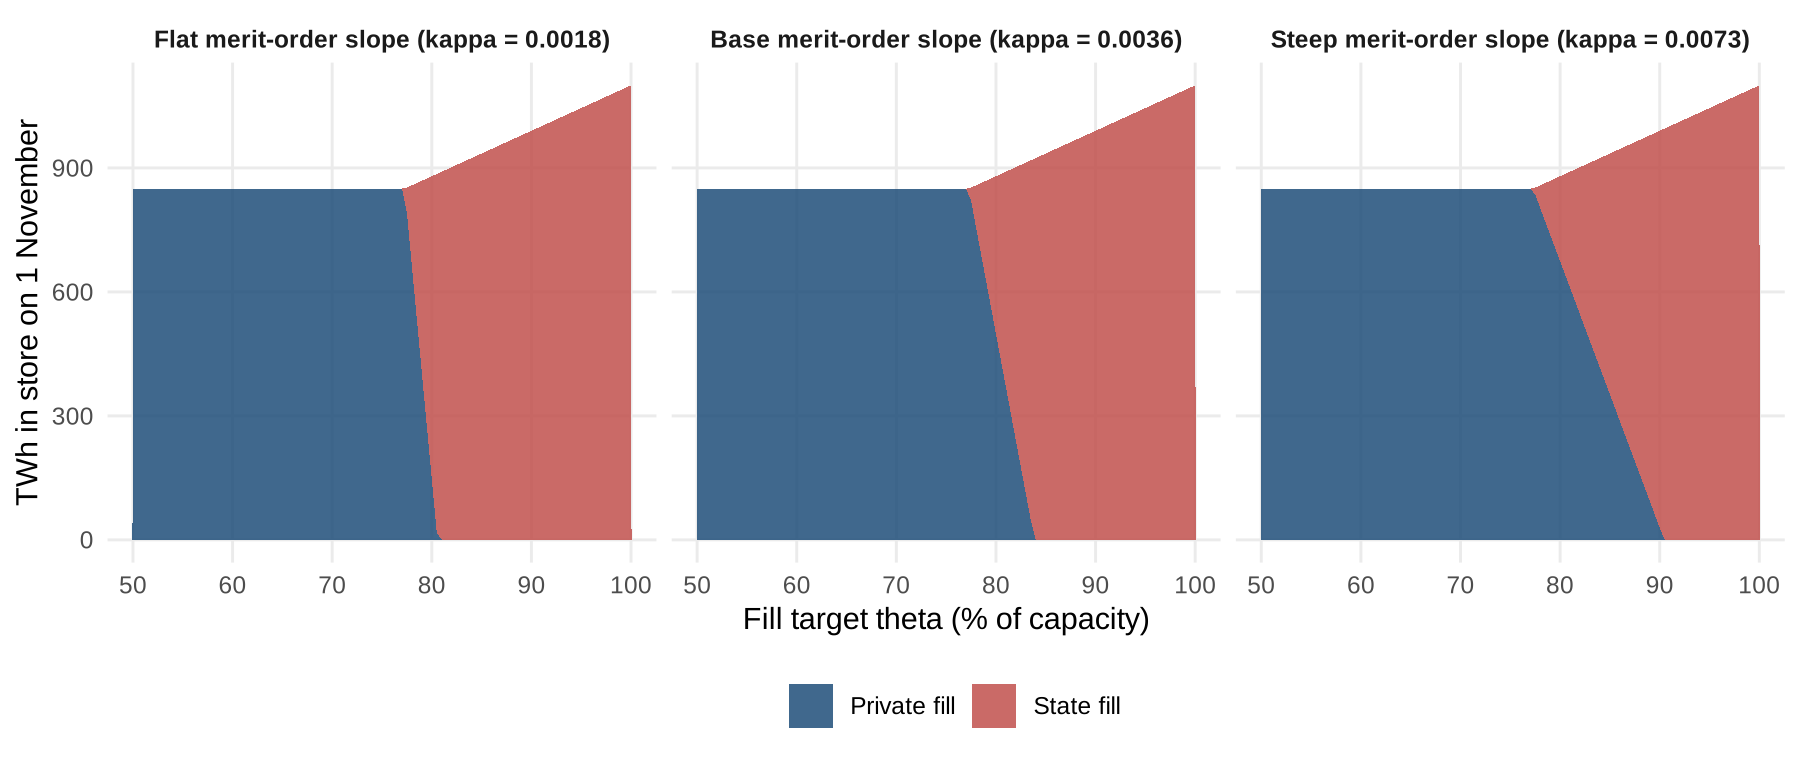 Flat merit-order slope (kappa = 0.0018)
Base merit-order slope (kappa = 0.0036)
Steep merit-order slope (kappa = 0.0073)
TWh in store on 1 November
900
600
300
0
50 60 70 80 90 100
50 60 70 80 90 100
50 60 70 80 90 100
Fill target theta (% of capacity)
Private fill
State fill